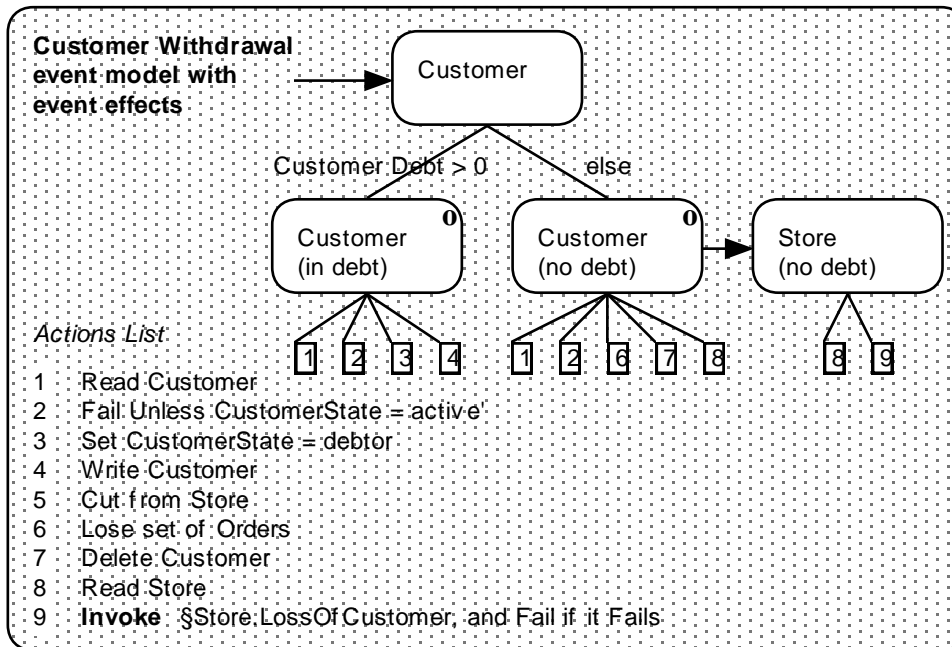 Customer Withdrawal
event model with
event effects
Customer
Customer Debt > 0
else
Customer
(in debt)
o
Customer
(no debt)
o
Store
(no debt)
1 2 3 4
1 2 6 7 8
8 9
Actions List
1 Read Customer
2 Fail Unless CustomerState = active'
3 Set CustomerState = debtor
4 Write Customer
5 Cut from Store
6 Lose set of Orders
7 Delete Customer
8 Read Store
9 Invoke §Store.LossOfCustomer, and Fail if it Fails